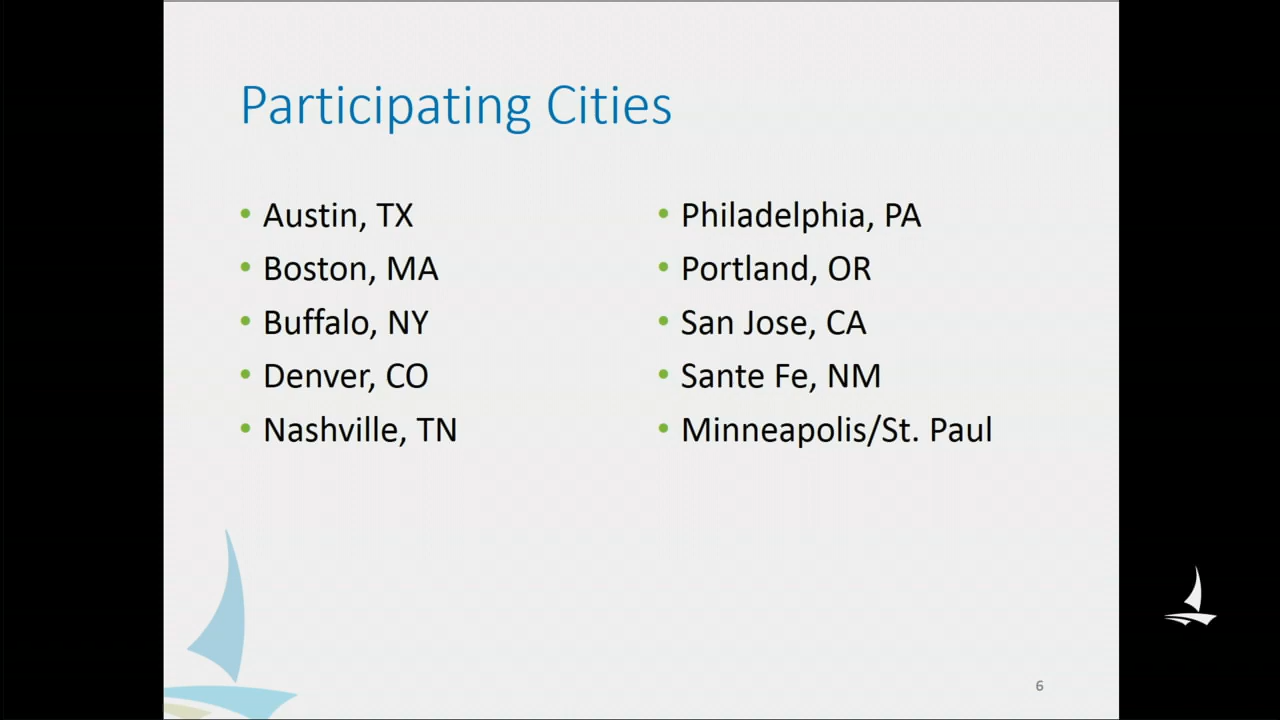 Participating Cities
• Austin, TX
• Boston, MA
• Buffalo, NY
• Denver, CO
• Nashville, TN
• Philadelphia, PA
• Portland, OR
• San Jose, CA
• Sante Fe, NM
• Minneapolis/St. Paul
6